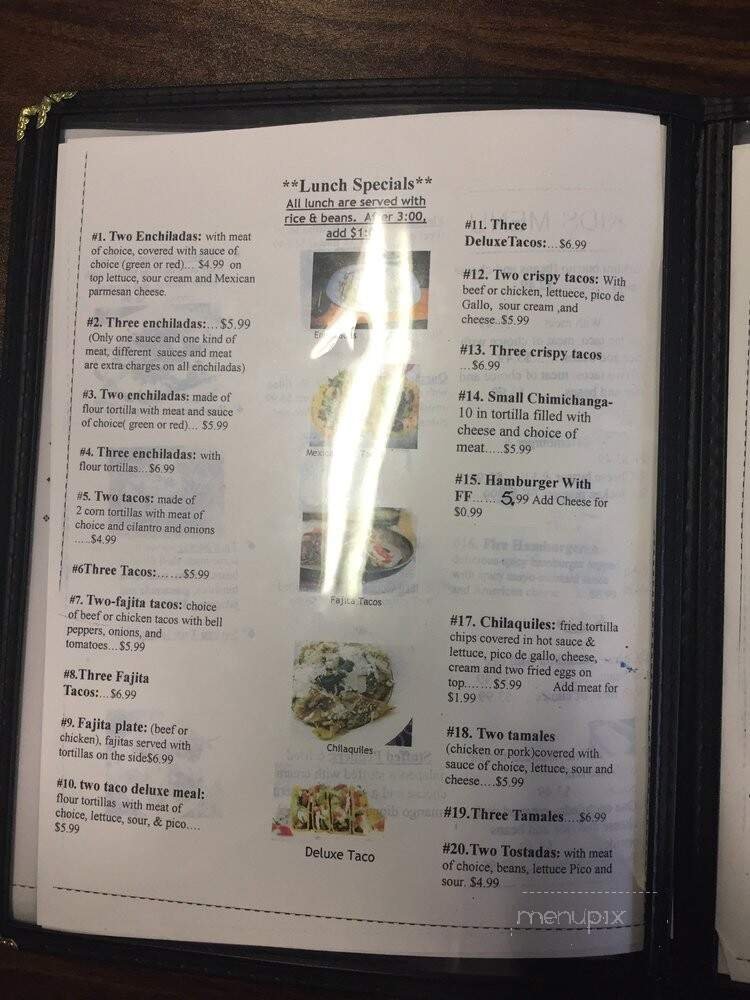 **Lunch Specials**
All lunch are served with
rice & beans. After 3:00,
add $1:
#1. Two Enchiladas: with meat
of choice, covered with sauce of
choice (green or red)... $4.99 on
top lettuce, sour cream and Mexican
parmesan cheese.
#2. Three enchiladas:... $5.99
(Only one sauce and one kind of
meat, different sauces and meat
are extra charges on all enchiladas)
#3. Two enchiladas: made of
flour tortilla with meat and sauce
of choice( green or red)... $5.99
#4. Three enchiladas: with
flour tortillas...$6.99
#5. Two tacos: made of
2 corn tortillas with meat of
choice and cilantro and onions
.....$4.99
#6Three Tacos:......$5.99
#7. Two-fajita tacos: choice
of beef or chicken tacos with bell
peppers, onions, and
tomatoes...$5.99
#8.Three Fajita
Tacos:...$6.99
#9. Fajita plate: (beef or
chicken), fajitas served with
tortillas on the side$6.99
#10. two taco deluxe meal:
flour tortillas with meat of
choice, lettuce, sour, & pico....
$5.99
Fajita Tacos
Chilaquiles
Deluxe Taco
#11. Three
DeluxeTacos:...$6.99
#12. Two crispy tacos: With
beef or chicken, lettuece, pico de
Gallo, sour cream ,and
cheese..$5.99
#13. Three crispy tacos
...$6.99
#14. Small Chimichanga-
10 in tortilla filled with
cheese and choice of
meat.....$5.99
#15. Hamburger With
FF...... 5.99 Add Cheese for
$0.99
#17. Chilaquiles: fried tortilla
chips covered in hot sauce &
lettuce, pico de gallo, cheese,
cream and two fried eggs on
top.......$5.99 Add meat for
$1.99
#18. Two tamales
(chicken or pork)covered with
sauce of choice, lettuce, sour and
cheese....$5.99
#19.Three Tamales....$6.99
#20.Two Tostadas: with meat
of choice, beans, lettuce Pico and
sour. $4.99
menupix